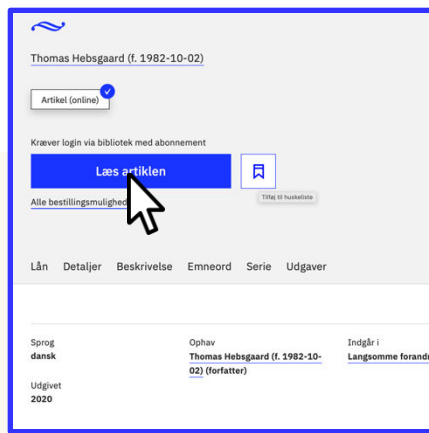 Thomas Hebsgaard (f. 1982-10-02)
Artikel (online)
Kræver login via bibliotek med abonnement
Læs artiklen
Alle bestillingsmulighed
Tilføj til huskeliste
Lån Detaljer Beskrivelse Emneord Serie Udgaver
Sprog
dansk
Ophav
Thomas Hebsgaard (f. 1982-10-
02) (forfatter)
Indgår i
Langsomme forandr
Udgivet
2020